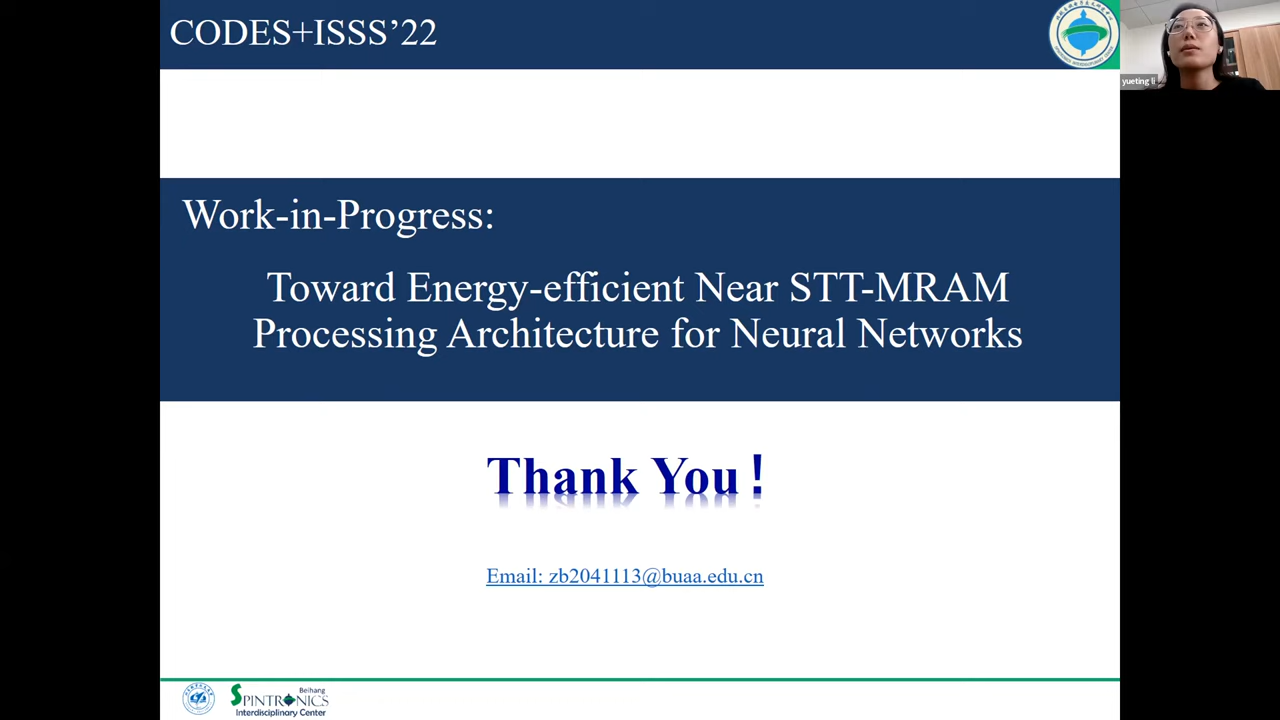 CODES+ISSS’22
yueting li
Work-in-Progress:
Toward Energy-efficient Near STT-MRAM
Processing Architecture for Neural Networks
Thank You！
Email: zb2041113@buaa.edu.cn
Beihang
SPINTRONICS
Interdisciplinary Center